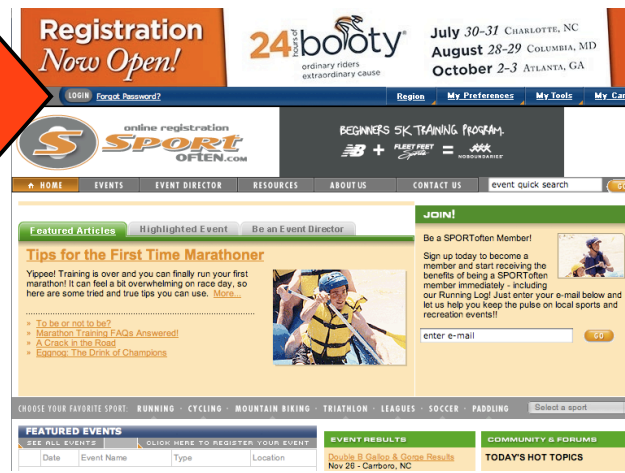 Registration
Now Open!
24 hours of booty
ordinary riders
extraordinary cause
July 30-31 CHARLOTTE, NC
August 28-29 COLUMBIA, MD
October 2-3 ATLANTA, GA
LOGIN Forgot Password?
Region My Preferences My Tools My Car
online registration
SPORT
OFTEN.COM
BEGINNERS 5K TRAINING PROGRAM.
NB + FLEET FEET Sports = NOBOUNDARIES
HOME EVENTS EVENT DIRECTOR RESOURCES ABOUT US CONTACT US event quick search GO
Featured Articles Highlighted Event Be an Event Director
Tips for the First Time Marathoner
Yippee! Training is over and you can finally run your first
marathon! It can feel a bit overwhelming on race day, so
here are some tried and true tips you can use. More...
» To be or not to be?
» Marathon Training FAQs Answered!
» A Crack in the Road
» Eggnog: The Drink of Champions
JOIN!
Be a SPORToften Member!
Sign up today to become a
member and start receiving the
benefits of being a SPORToften
member immediately - including
our Running Log! Just enter your e-mail below and
let us help you keep the pulse on local sports and
recreation events!!
enter e-mail GO
CHOOSE YOUR FAVORITE SPORT: RUNNING · CYCLING · MOUNTAIN BIKING · TRIATHLON · LEAGUES · SOCCER · PADDLING Select a sport
FEATURED EVENTS
SEE ALL EVENTS CLICK HERE TO REGISTER YOUR EVENT
Date Event Name Type Location
EVENT RESULTS
Double B Gallop & Gorge Results
Nov 26 - Carrboro, NC
COMMUNITY & FORUMS
TODAY'S HOT TOPICS